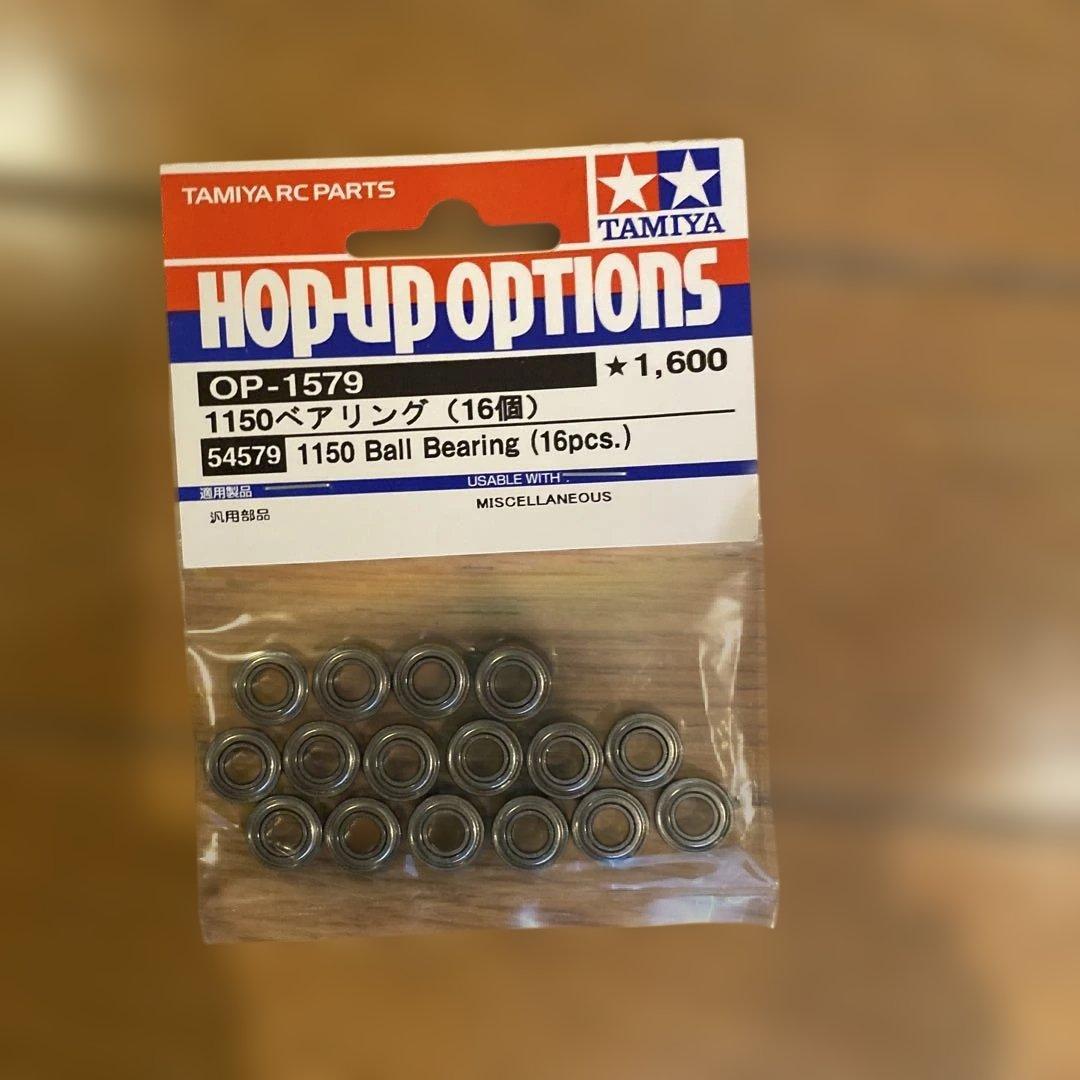 TAMIYA RC PARTS
TAMIYA
HOP-UP OPTIONS
OP-1579
★1,600
1150ベアリング（16個）
54579 1150 Ball Bearing (16pcs.)
適用製品
USABLE WITH
汎用部品
MISCELLANEOUS